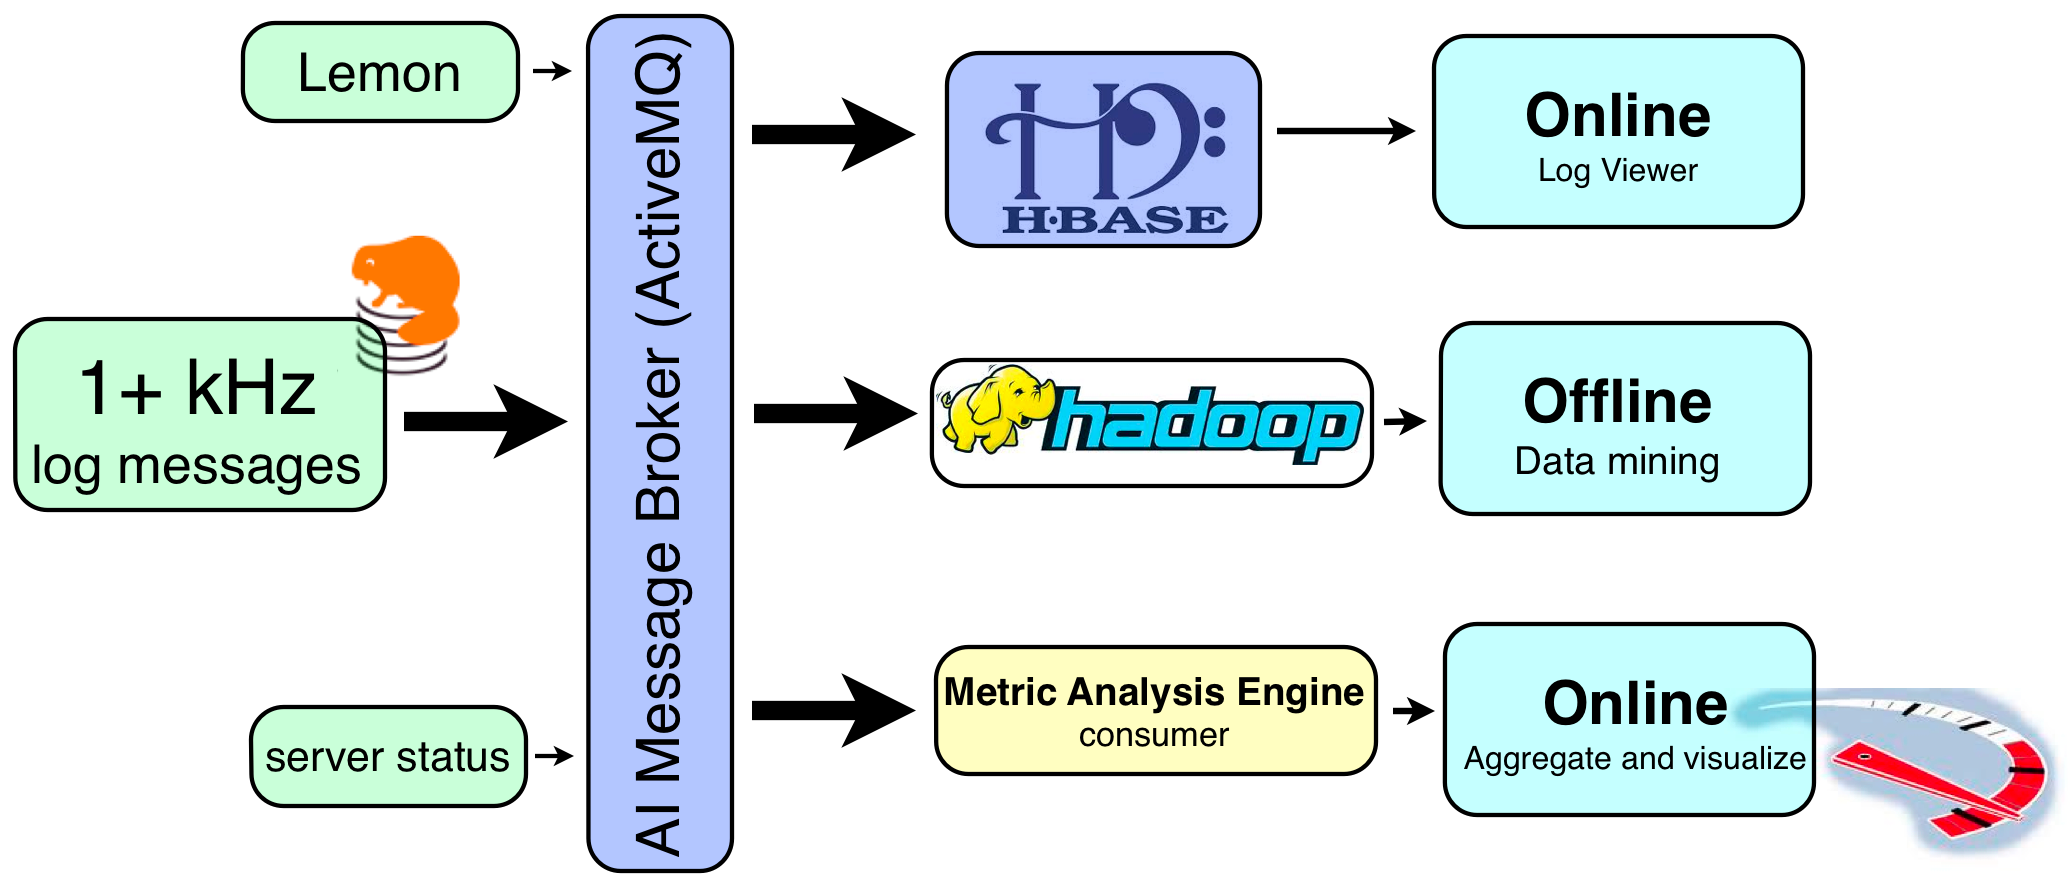 Lemon
1+ kHz
log messages
server status
AI Message Broker (ActiveMQ)
H·BASE
Online
Log Viewer
hadoop
Offline
Data mining
Metric Analysis Engine
consumer
Online
Aggregate and visualize